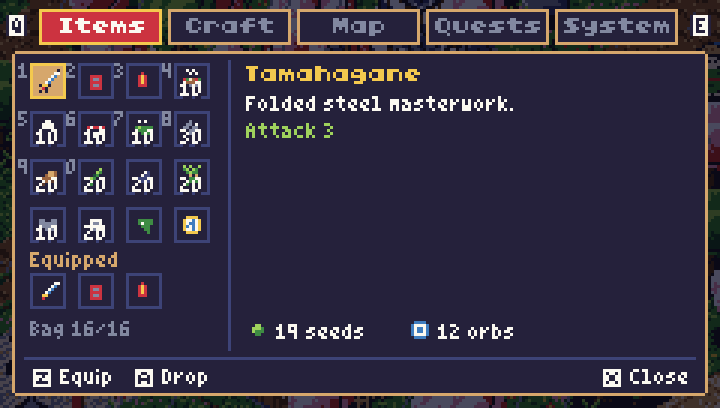 Q Items Craft Map Quests System E
1 2 3 4 10
5 10 6 10 7 10 8 30
9 20 0 20 20 20
10 20
Equipped
Bag 16/16
Tamahagane
Folded steel masterwork.
Attack 3
19 seeds 12 orbs
Z Equip A Drop X Close